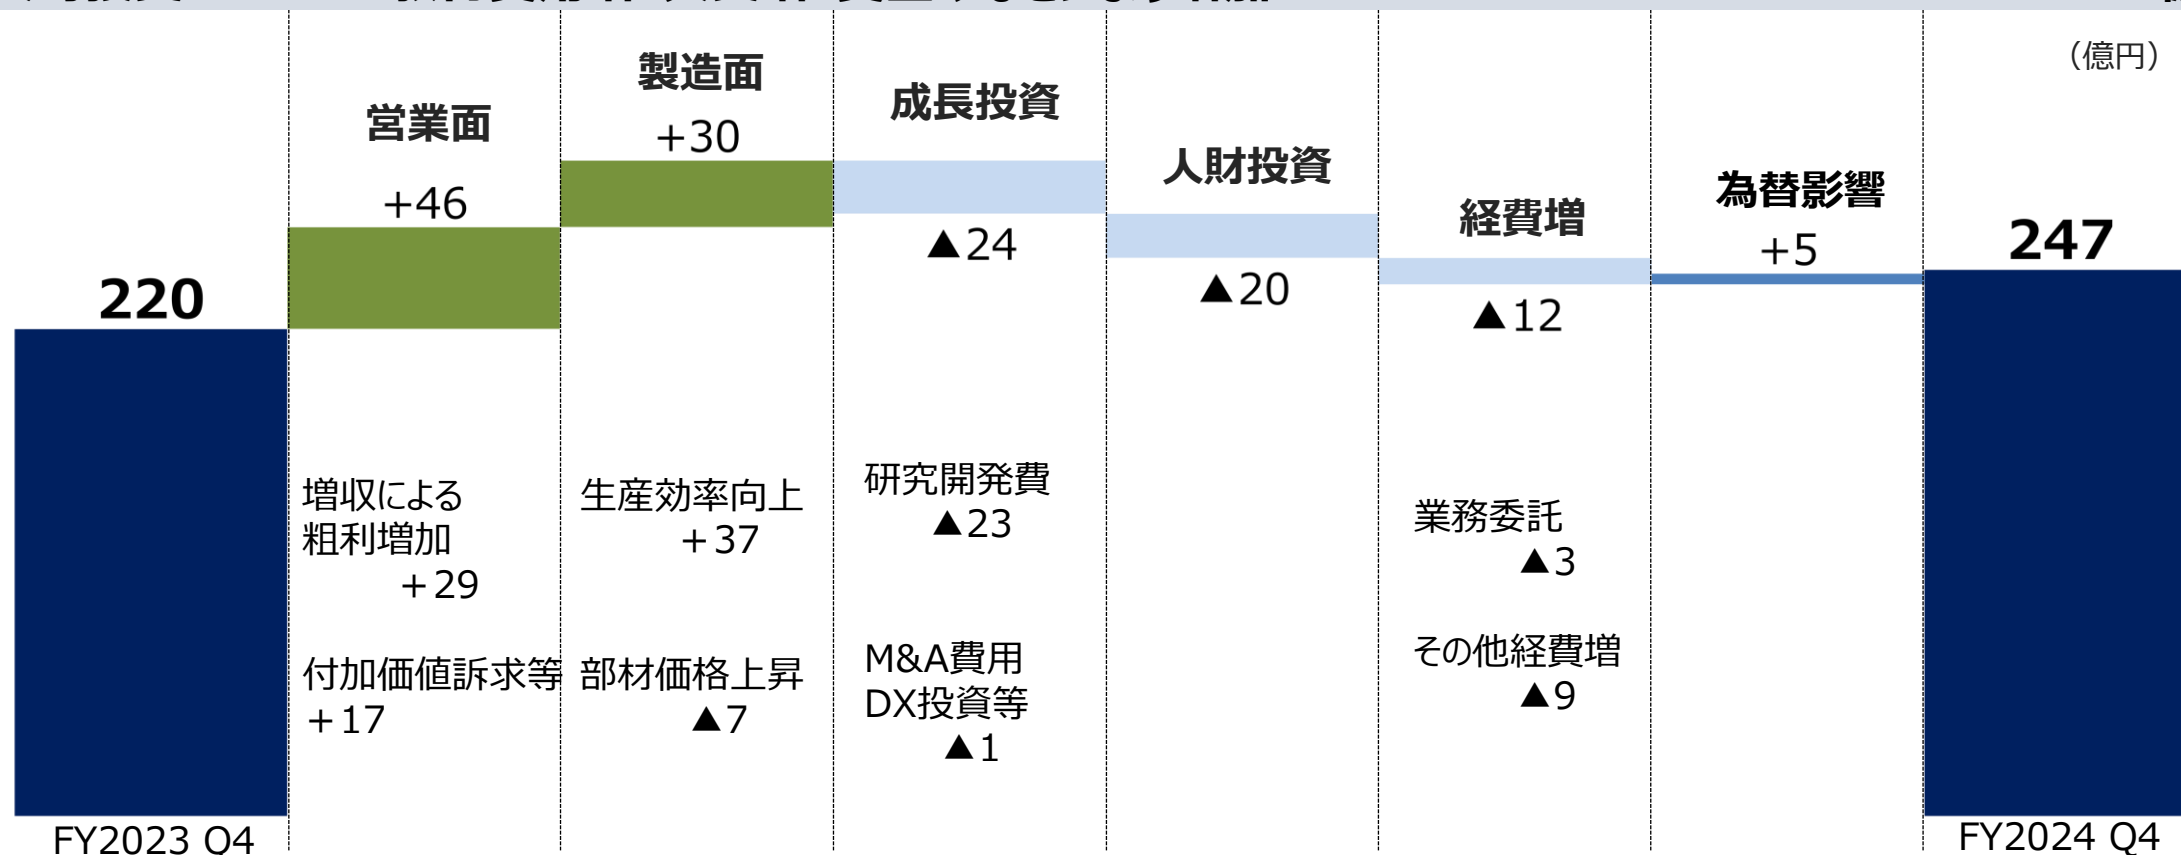 （億円）
220
FY2023 Q4
営業面
+46
増収による
粗利増加
＋29
付加価値訴求等
＋17
製造面
+30
生産効率向上
＋37
部材価格上昇
▲7
成長投資
▲24
研究開発費
▲23
M&A費用
DX投資等
▲1
人財投資
▲20
経費増
▲12
業務委託
▲3
その他経費増
▲9
為替影響
+5
247
FY2024 Q4